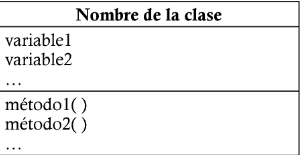 Nombre de la clase
variable1
variable2
...
método1( )
método2( )
...